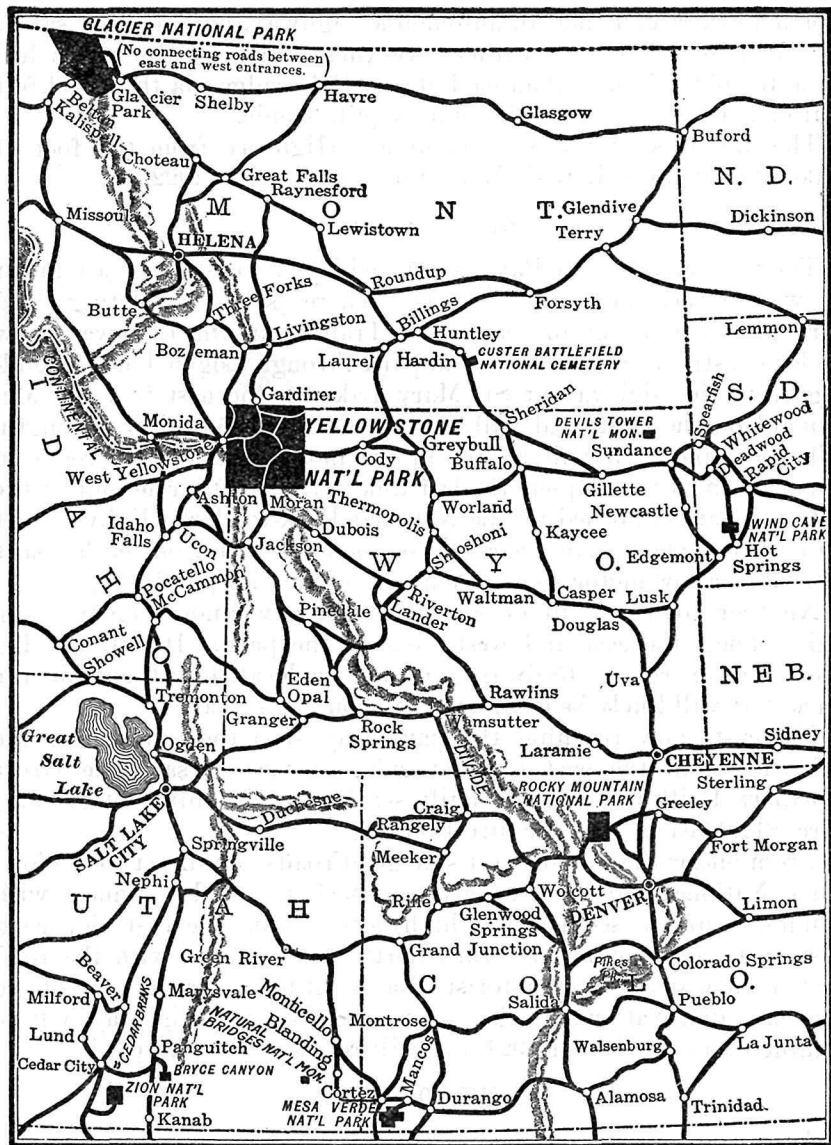 GLACIER NATIONAL PARK
(No connecting roads between
east and west entrances.)
Belton
Glacier
Park
Shelby
Havre
Kalispell
Glasgow
Buford
Choteau
Great Falls
Raynesford
N. D.
Missoula
M O N T.
Glendive
Dickinson
Lewistown
Terry
HELENA
Roundup
Butte
Three Forks
Forsyth
Billings
Livingston
Huntley
Lemmon
Bozeman
Laurel
Hardin
CUSTER BATTLEFIELD
NATIONAL CEMETERY
CONTINENTAL
Gardiner
S. D.
Spearfish
Sheridan
Monida
YELLOWSTONE
DEVILS TOWER
NAT'L MON.
Whitewood
Deadwood
West Yellowstone
Greybull
Cody
Buffalo
Sundance
Rapid
City
NAT'L PARK
Gillette
Ashton
Moran
Thermopolis
Worland
Newcastle
Idaho
Falls
Dubois
WIND CAVE
NAT'L PARK
Ucon
Jackson
Shoshoni
Kaycee
Edgemont
Hot
Springs
I D A H O
W Y O.
Pocatello
McCammon
Riverton
Waltman
Casper
Lusk
Pinedale
Lander
Douglas
Conant
Showell
Eden
Uva
NEB.
Opal
Tremonton
Rawlins
Granger
Rock
Springs
Wamsutter
Great
Salt
Lake
Ogden
Laramie
Sidney
DIVIDE
CHEYENNE
ROCKY MOUNTAIN
NATIONAL PARK
Sterling
SALT LAKE
CITY
Duchesne
Craig
Greeley
Rangely
Springville
Meeker
Fort Morgan
Nephi
Rifle
Wolcott
DENVER
U T A H
Glenwood
Springs
Limon
Green River
Grand Junction
Colorado Springs
Pikes
Pk.
Beaver
C O L O.
Milford
CEDAR BREAKS
Marysvale
NATURAL
BRIDGES NAT'L MON.
Monticello
Salida
Pueblo
Blanding
Montrose
Lund
Walsenburg
La Junta
Panguitch
Mancos
Cedar City
BRYCE CANYON
Cortez
ZION NAT'L
PARK
MESA VERDE
NAT'L PARK
Durango
Alamosa
Kanab
Trinidad